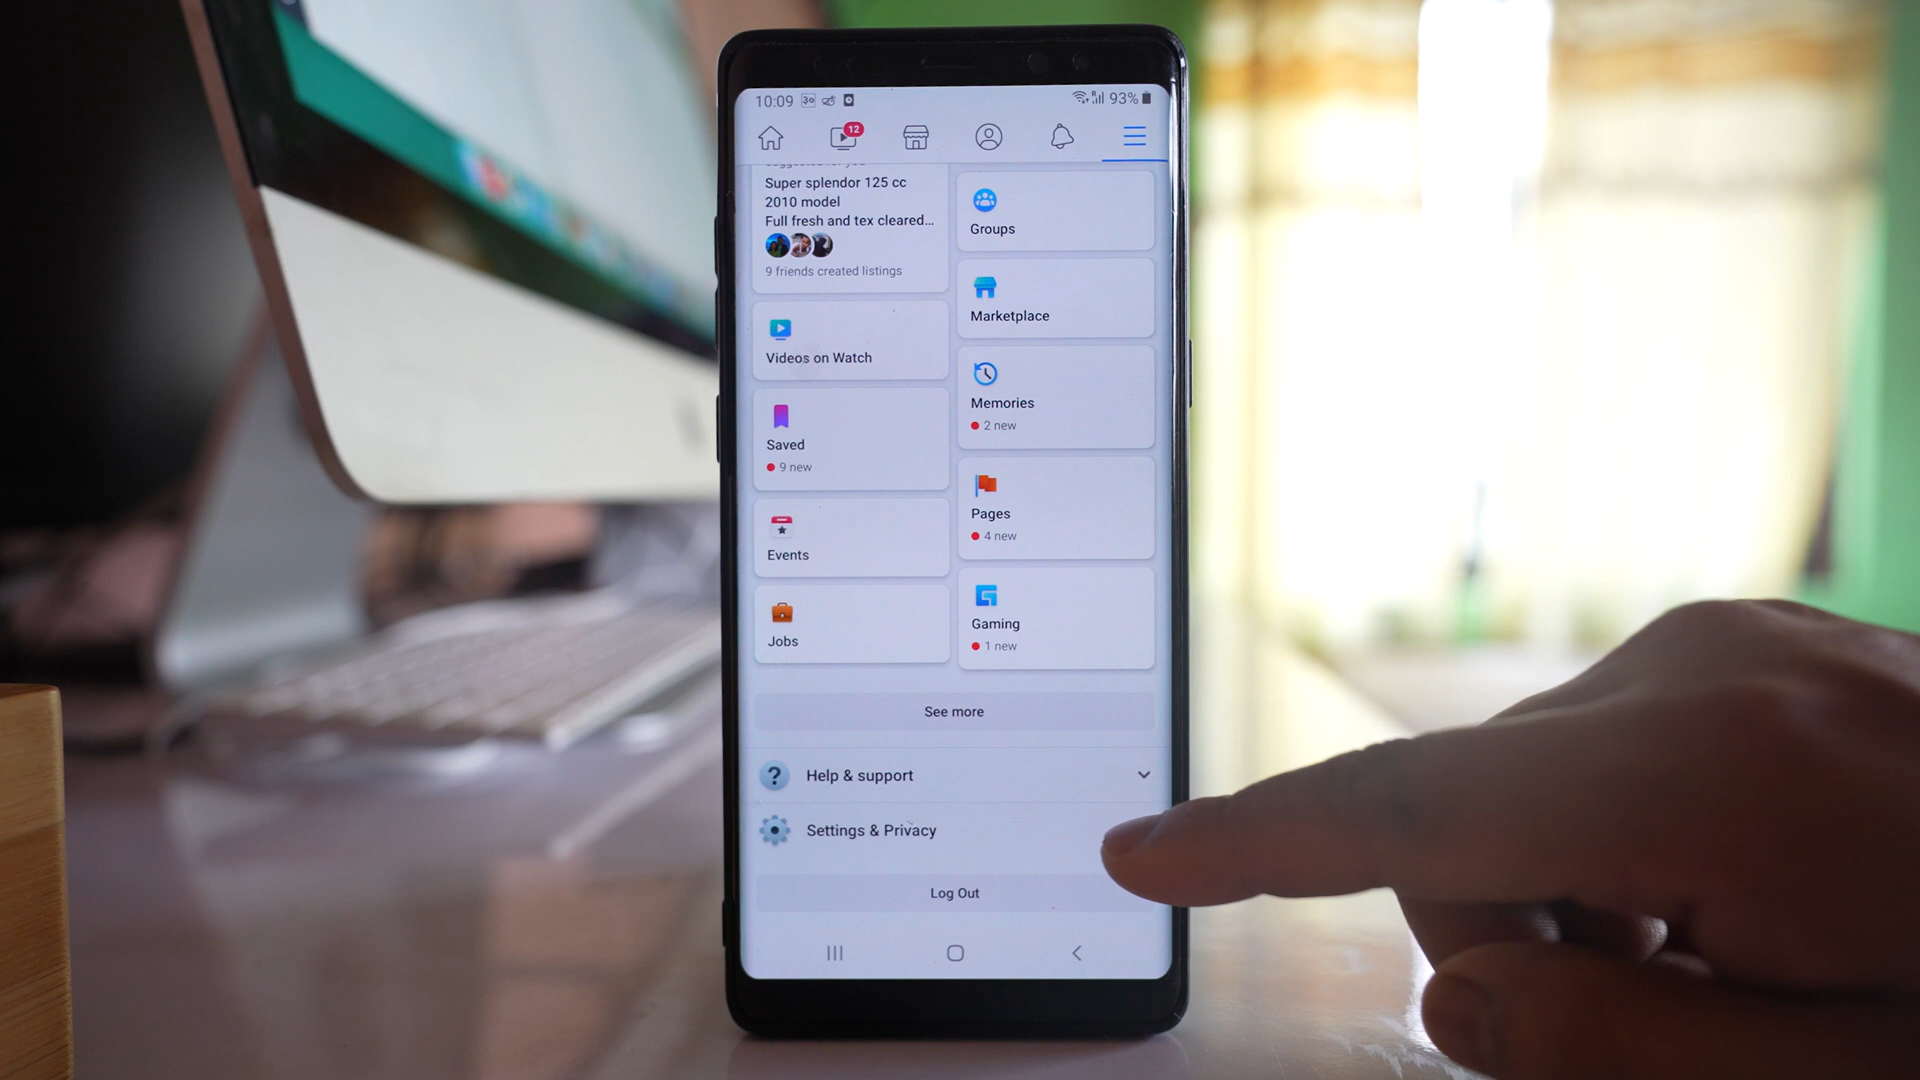 10:09 30 93%
12
Super splendor 125 cc
2010 model
Full fresh and tex cleared...
9 friends created listings
Groups
Marketplace
Videos on Watch
Memories
2 new
Saved
9 new
Pages
4 new
Events
Gaming
1 new
Jobs
See more
? Help & support
Settings & Privacy
Log Out